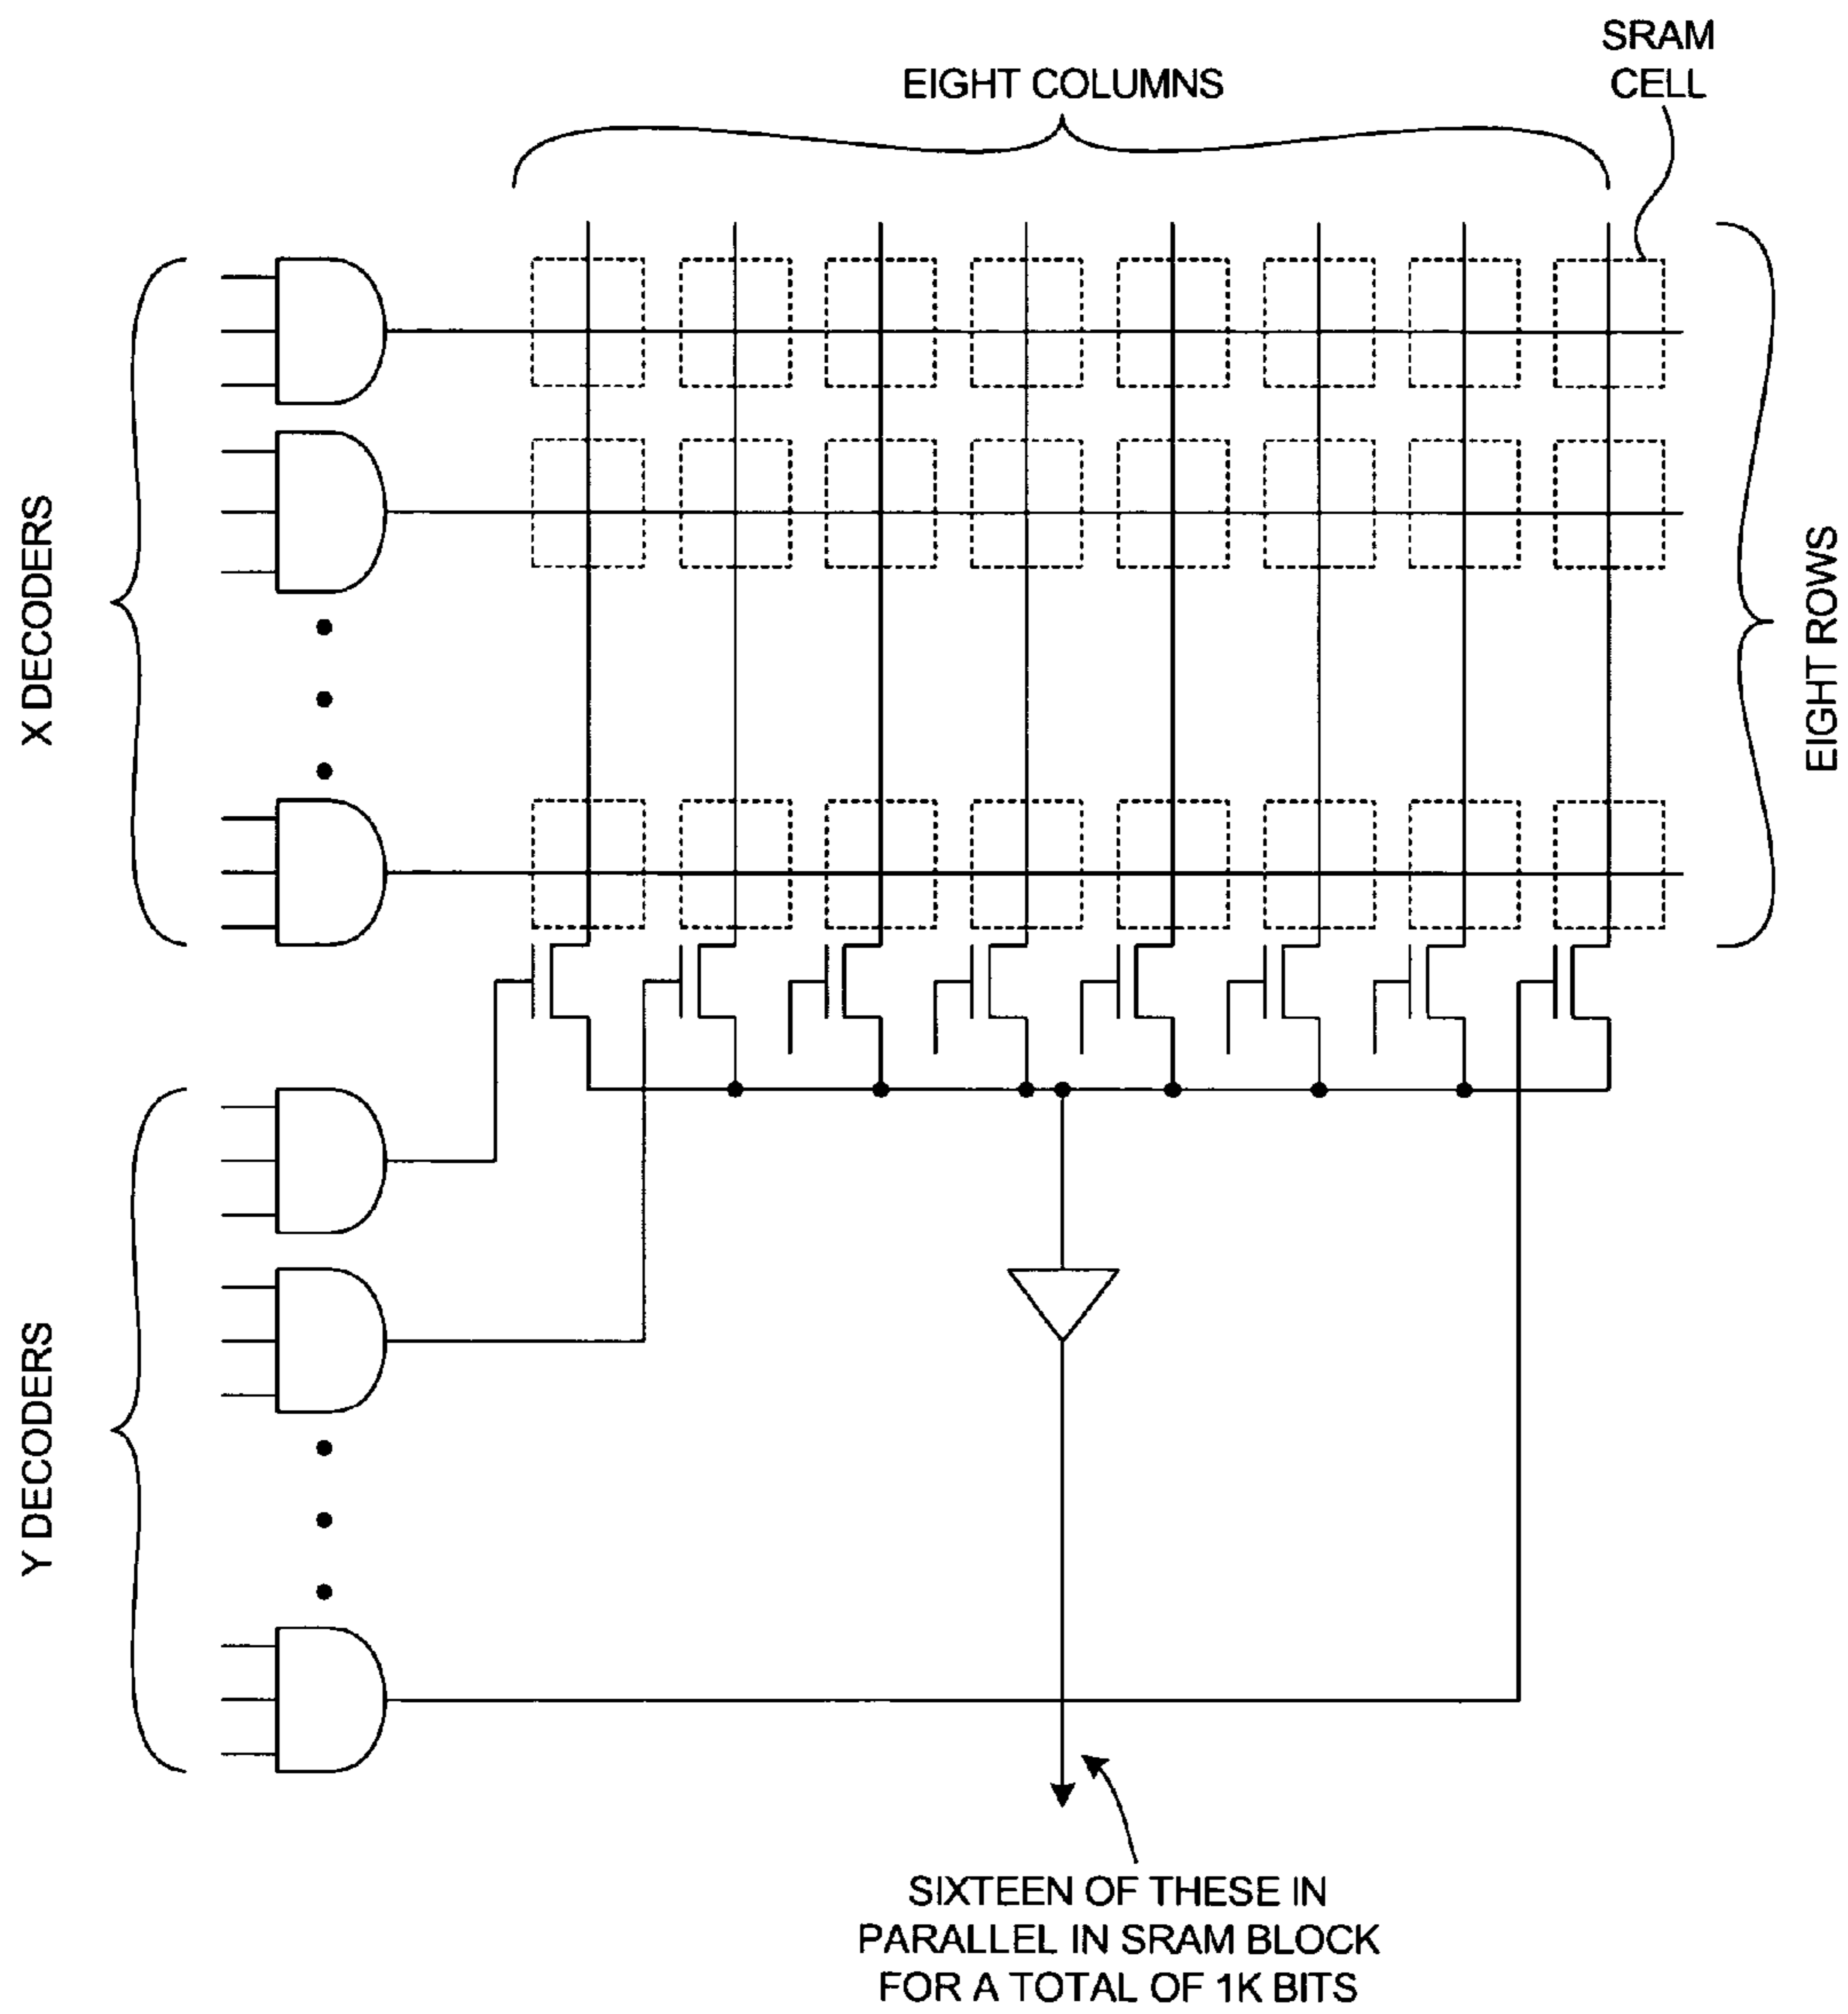 SRAM
CELL
EIGHT COLUMNS
X DECODERS
EIGHT ROWS
Y DECODERS
SIXTEEN OF THESE IN
PARALLEL IN SRAM BLOCK
FOR A TOTAL OF 1K BITS